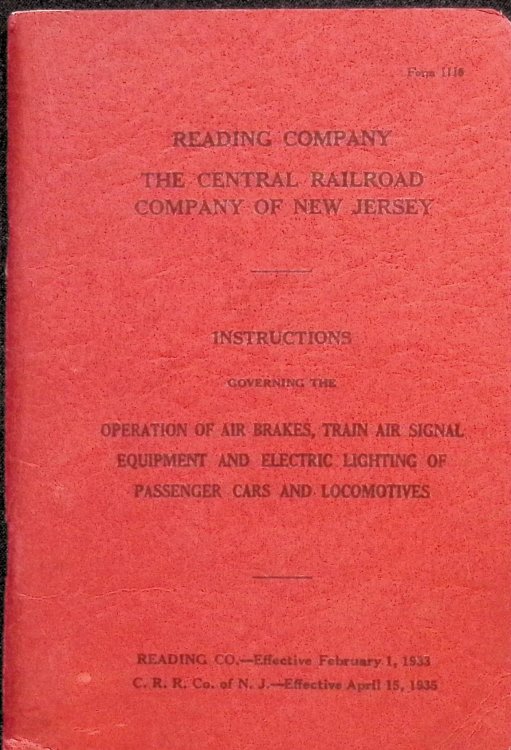 Form 1116
READING COMPANY
THE CENTRAL RAILROAD
COMPANY OF NEW JERSEY
INSTRUCTIONS
GOVERNING THE
OPERATION OF AIR BRAKES, TRAIN AIR SIGNAL
EQUIPMENT AND ELECTRIC LIGHTING OF
PASSENGER CARS AND LOCOMOTIVES
READING CO.—Effective February 1, 1933
C. R. R. Co. of N. J.—Effective April 15, 1935